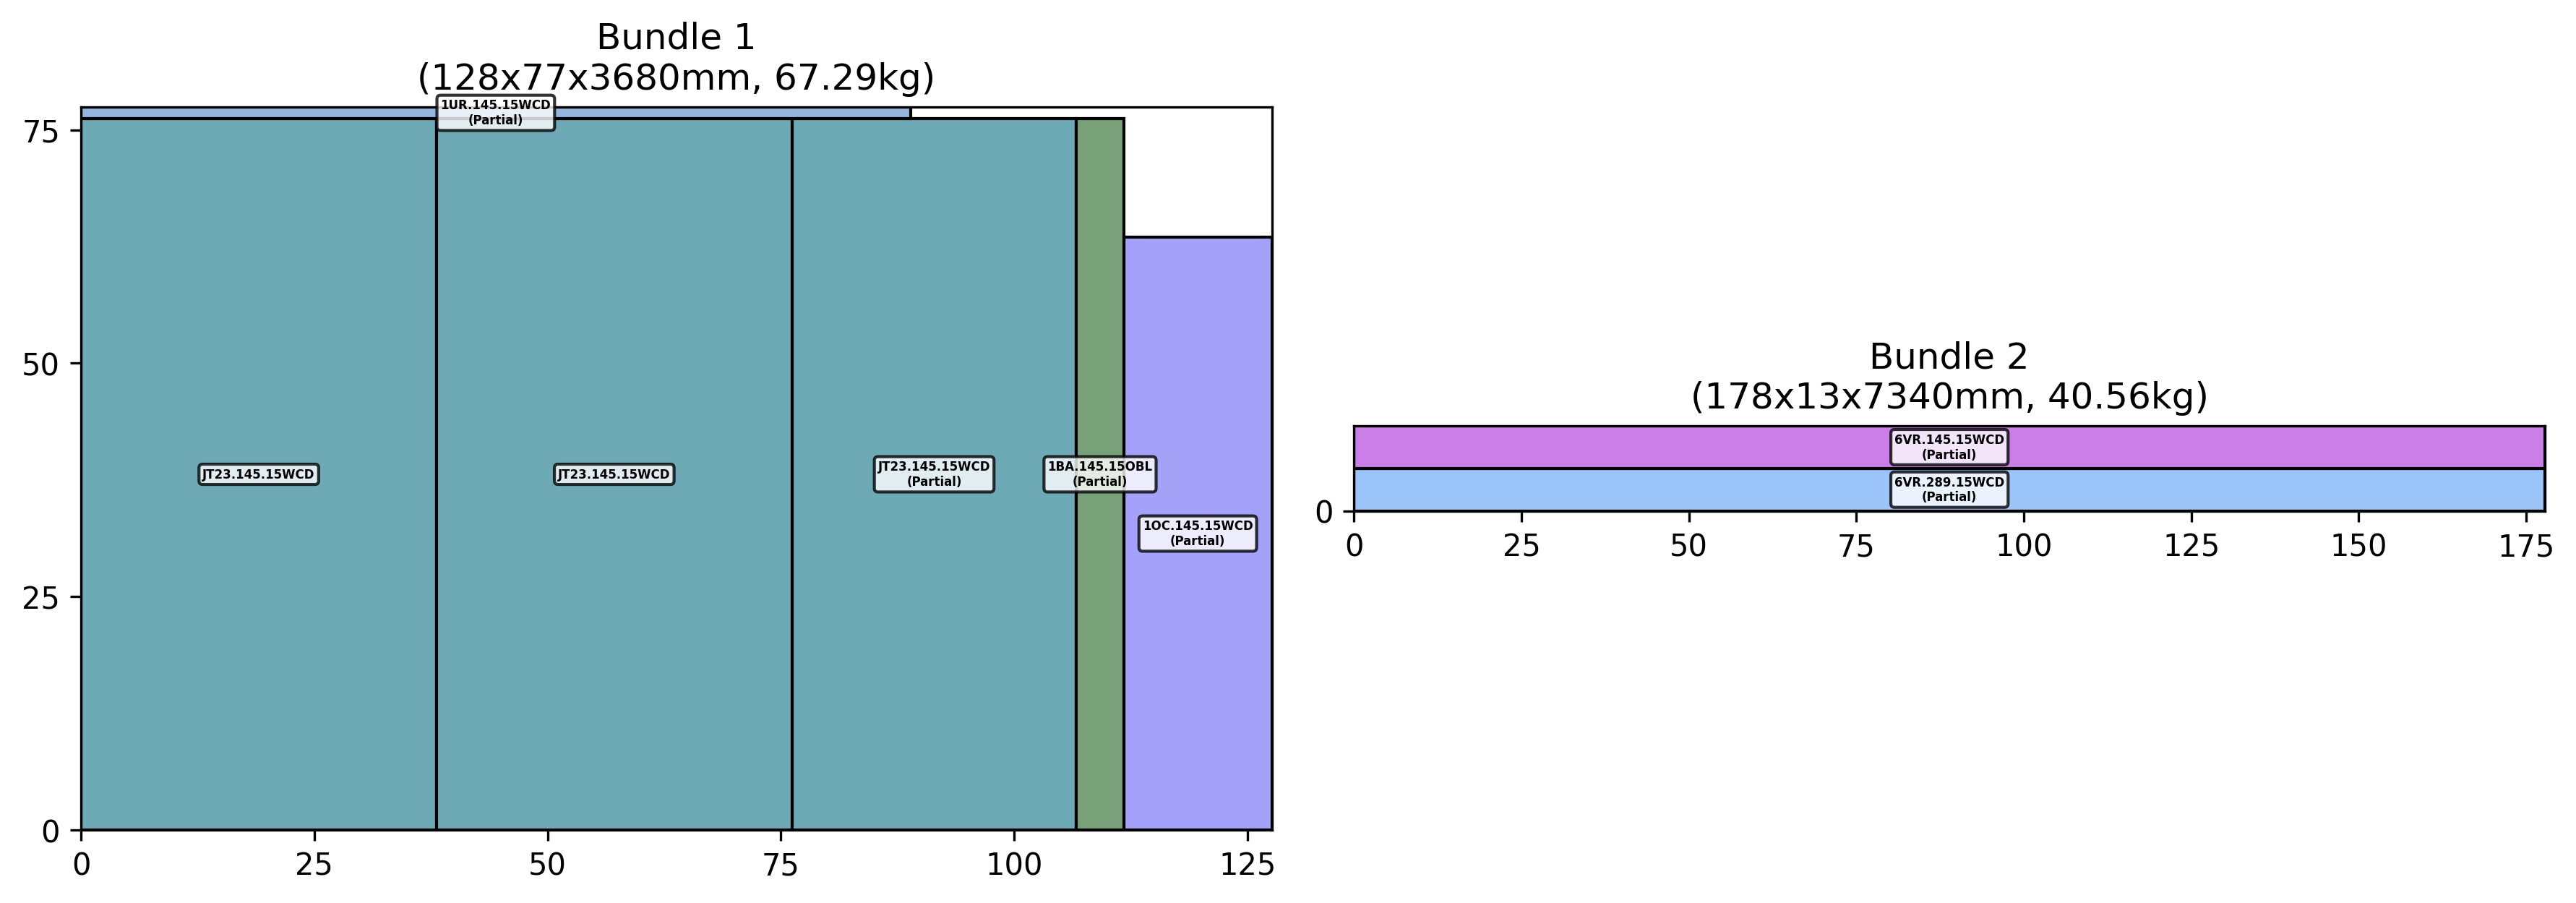 Bundle 1
(128x77x3680mm, 67.29kg)
1UR.145.15WCD
(Partial)
75
50
25
0
JT23.145.15WCD
JT23.145.15WCD
JT23.145.15WCD
(Partial)
1BA.145.15OBL
(Partial)
1OC.145.15WCD
(Partial)
0
25
50
75
100
125
Bundle 2
(178x13x7340mm, 40.56kg)
6VR.145.15WCD
(Partial)
6VR.289.15WCD
(Partial)
0
0
25
50
75
100
125
150
175